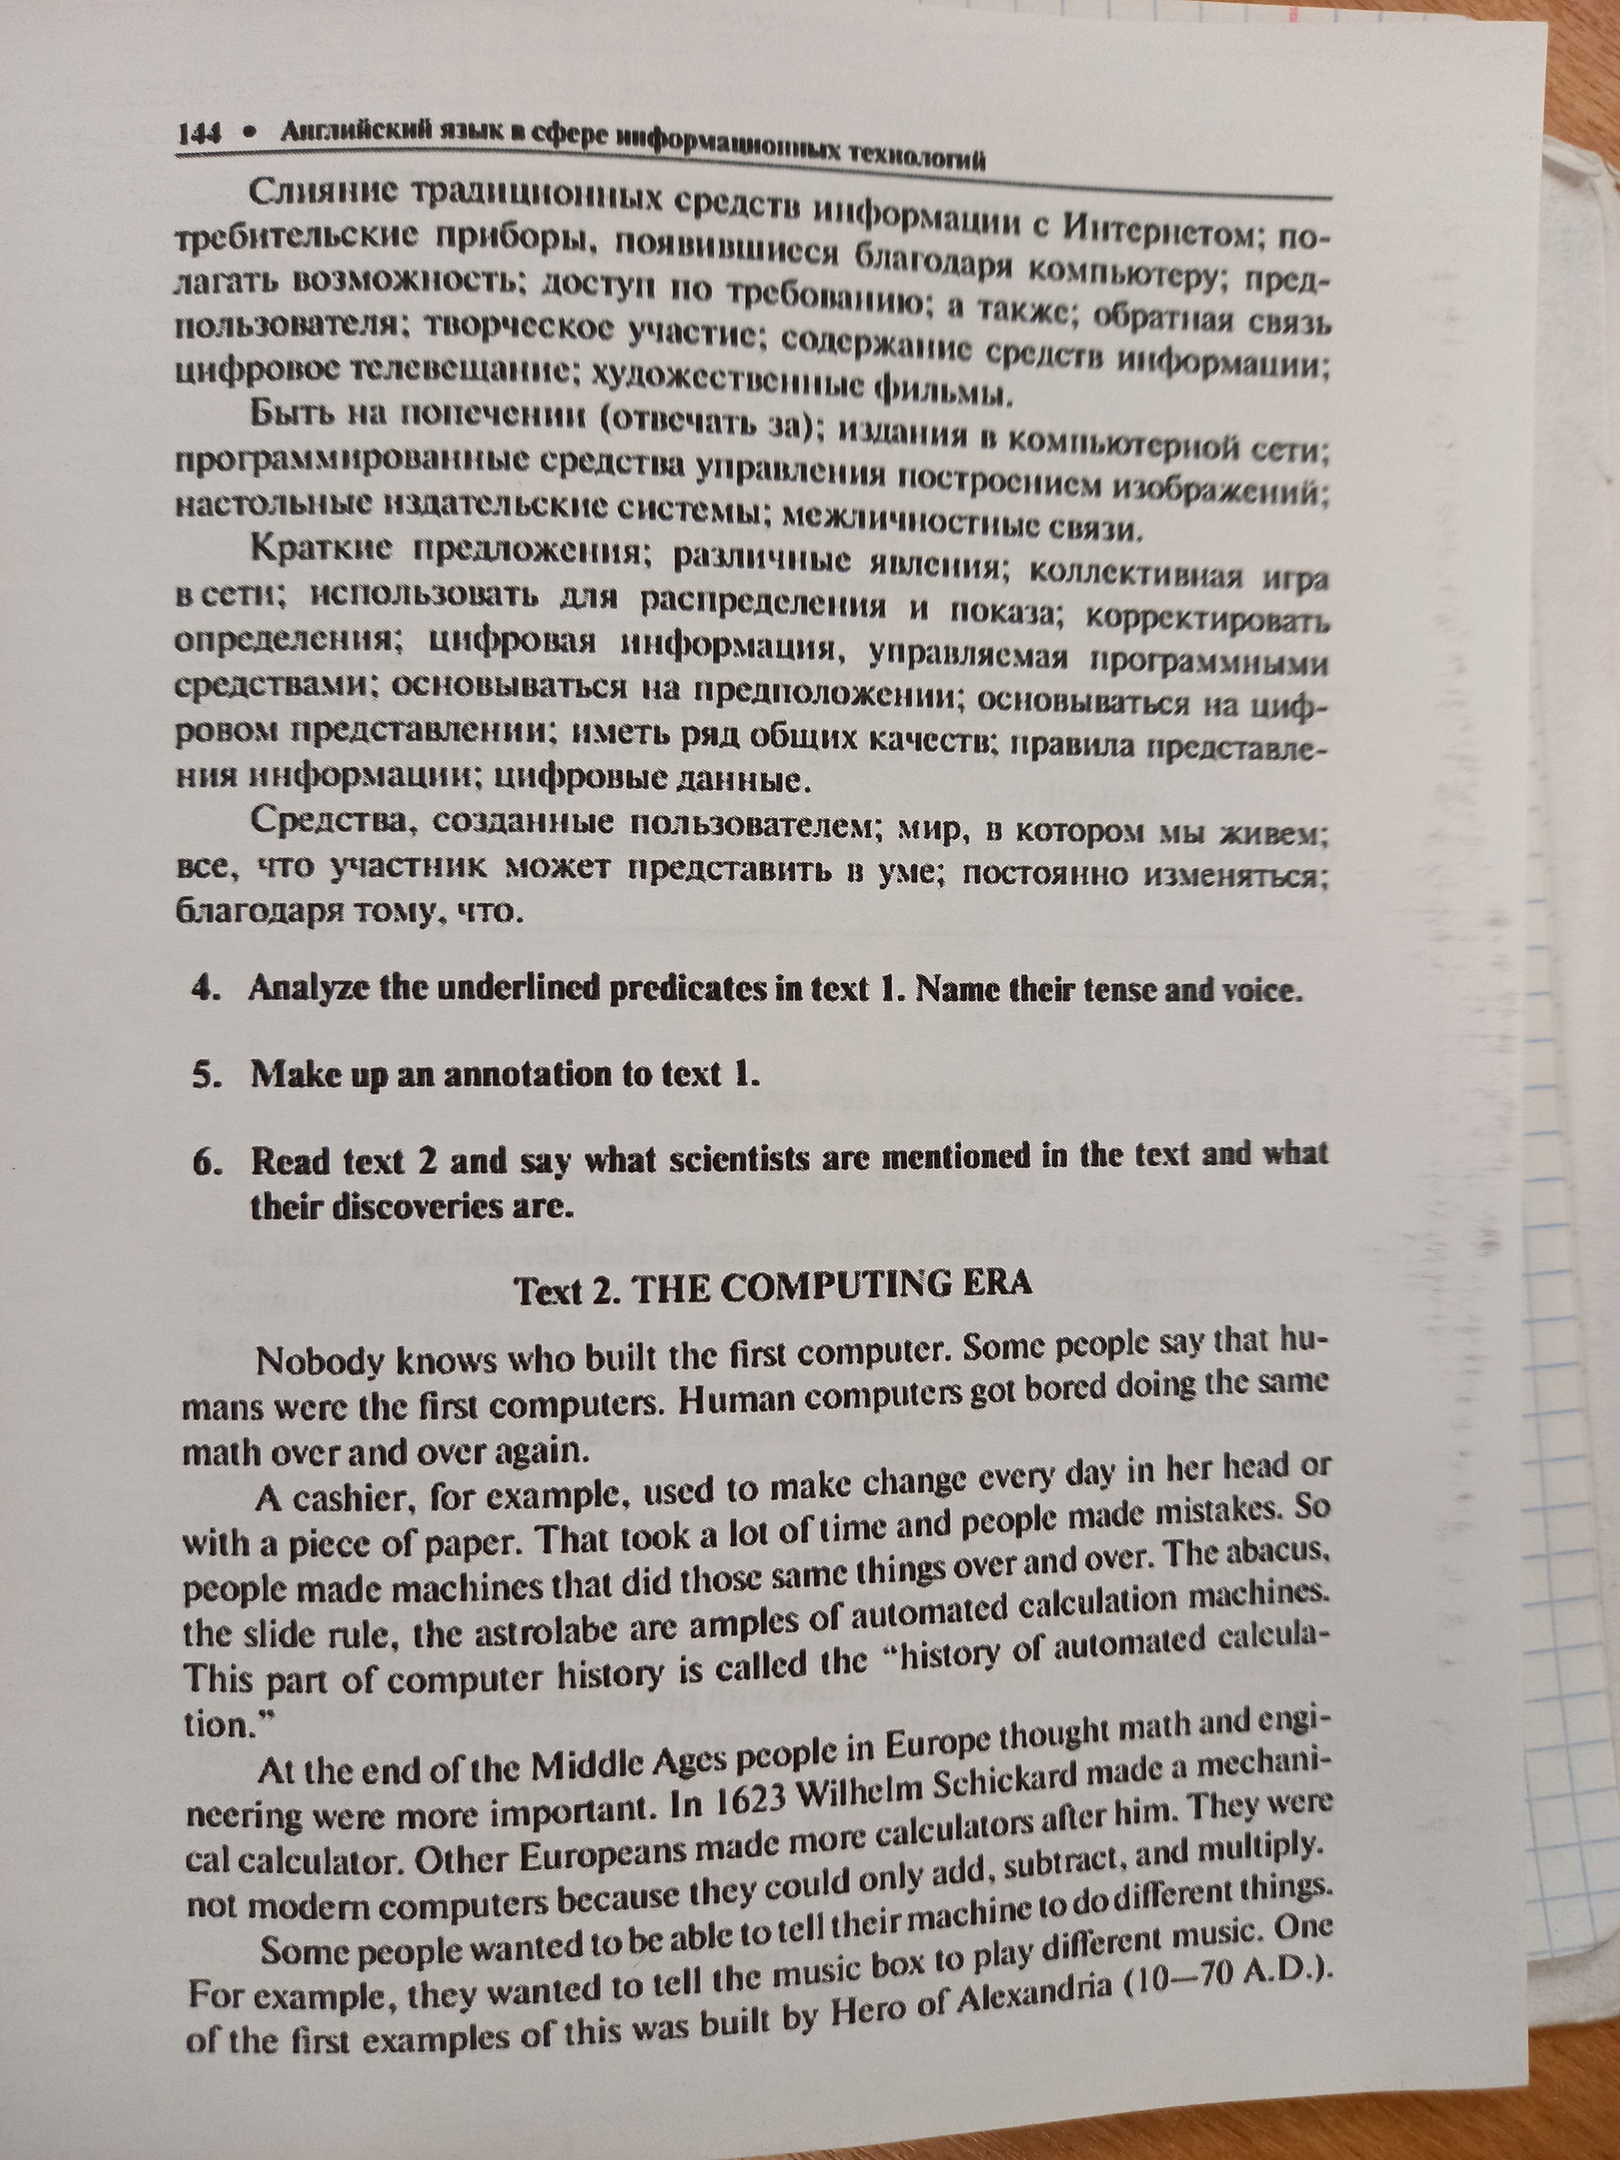 144 • Английский язык в сфере информационных технологий
Слияние традиционных средств информации с Интернетом; по-
требительские приборы, появившиеся благодаря компьютеру; пред-
лагать возможность; доступ по требованию; а также; обратная связь
пользователя; творческое участие; содержание средств информации;
цифровое телевещание; художественные фильмы.
Быть на попечении (отвечать за); издания в компьютерной сети;
программированные средства управления построением изображений;
настольные издательские системы; межличностные связи.
Краткие предложения; различные явления; коллективная игра
в сети; использовать для распределения и показа; корректировать
определения; цифровая информация, управляемая программными
средствами; основываться на предположении; основываться на циф-
ровом представлении; иметь ряд общих качеств; правила представле-
ния информации; цифровые данные.
Средства, созданные пользователем; мир, в котором мы живем;
все, что участник может представить в уме; постоянно изменяться;
благодаря тому, что.
4. Analyze the underlined predicates in text 1. Name their tense and voice.
5. Make up an annotation to text 1.
6. Read text 2 and say what scientists are mentioned in the text and what
their discoveries are.
Text 2. THE COMPUTING ERA
Nobody knows who built the first computer. Some people say that hu-
mans were the first computers. Human computers got bored doing the same
math over and over again.
A cashier, for example, used to make change every day in her head or
with a piece of paper. That took a lot of time and people made mistakes. So
people made machines that did those same things over and over. The abacus,
the slide rule, the astrolabe are amples of automated calculation machines.
This part of computer history is called the “history of automated calcula-
tion.”
At the end of the Middle Ages people in Europe thought math and engi-
neering were more important. In 1623 Wilhelm Schickard made a mechani-
cal calculator. Other Europeans made more calculators after him. They were
not modern computers because they could only add, subtract, and multiply.
Some people wanted to be able to tell their machine to do different things.
For example, they wanted to tell the music box to play different music. One
of the first examples of this was built by Hero of Alexandria (10—70 A.D.).